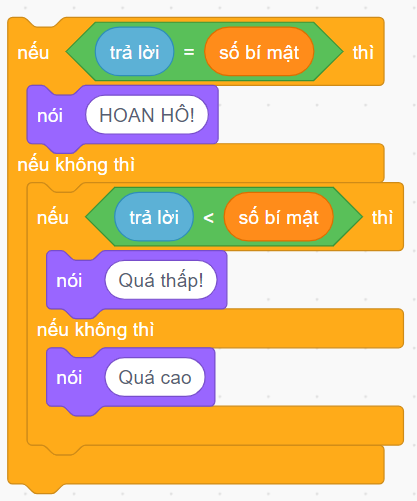 nếu trả lời = số bí mật thì
nói HOAN HÔ!
nếu không thì
nếu trả lời < số bí mật thì
nói Quá thấp!
nếu không thì
nói Quá cao